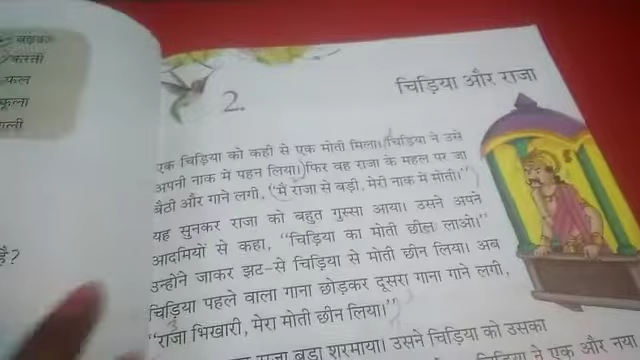 फल
2.
चिड़िया और राजा
एक चिड़िया को कहीं से एक मोती मिला। चिड़िया ने उसे
अपनी नाक में पहन लिया। फिर वह राजा के महल पर जा
बैठी और गाने लगी, “मैं राजा से बड़ी, मेरी नाक में मोती।”
यह सुनकर राजा को बहुत गुस्सा आया। उसने अपने
आदमियों से कहा, “चिड़िया का मोती छीन लाओ।”
उन्होंने जाकर झट-से चिड़िया से मोती छीन लिया। अब
चिड़िया पहले वाला गाना छोड़कर दूसरा गाना गाने लगी,
“राजा भिखारी, मेरा मोती छीन लिया।”
राजा बड़ा शरमाया। उसने चिड़िया को उसका
ने एक और नया